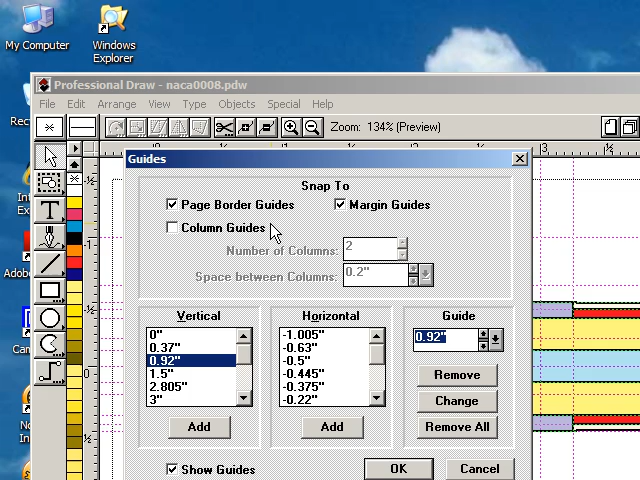 My Computer
Windows
Explorer
Professional Draw - naca0008.pdw
File Edit Arrange View Type Objects Special Help
Zoom: 134% (Preview)
Guides
Snap To
Page Border Guides
Margin Guides
Column Guides
Number of Columns: 2
Space between Columns: 0.2"
Vertical
0"
0.37"
0.92"
1.5"
2.805"
3"
Add
Horizontal
-1.005"
-0.63"
-0.5"
-0.445"
-0.375"
-0.22"
Add
Guide
0.92"
Remove
Change
Remove All
Show Guides
OK
Cancel